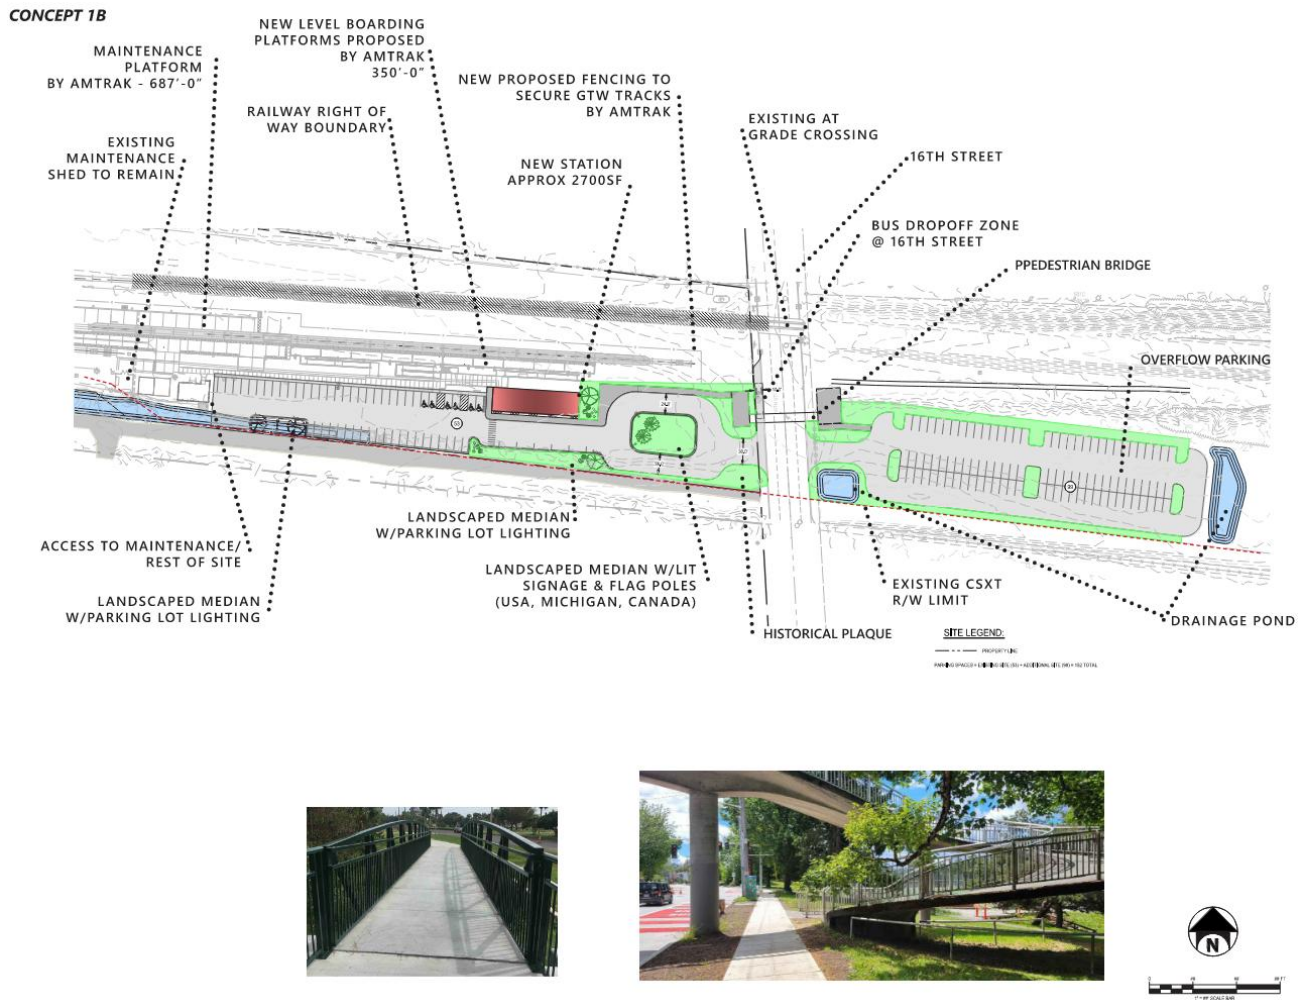 CONCEPT 1B
MAINTENANCE
PLATFORM
BY AMTRAK - 687'-0"
NEW LEVEL BOARDING
PLATFORMS PROPOSED
BY AMTRAK
350'-0"
NEW PROPOSED FENCING TO
SECURE GTW TRACKS
BY AMTRAK
RAILWAY RIGHT OF
WAY BOUNDARY
EXISTING AT
GRADE CROSSING
EXISTING
MAINTENANCE
SHED TO REMAIN
NEW STATION
APPROX 2700SF
16TH STREET
BUS DROPOFF ZONE
@ 16TH STREET
PPEDESTRIAN BRIDGE
OVERFLOW PARKING
LANDSCAPED MEDIAN
W/PARKING LOT LIGHTING
ACCESS TO MAINTENANCE/
REST OF SITE
LANDSCAPED MEDIAN W/LIT
SIGNAGE & FLAG POLES
(USA, MICHIGAN, CANADA)
EXISTING CSXT
R/W LIMIT
LANDSCAPED MEDIAN
W/PARKING LOT LIGHTING
DRAINAGE POND
HISTORICAL PLAQUE
SITE LEGEND:
PROPERTY LINE
N